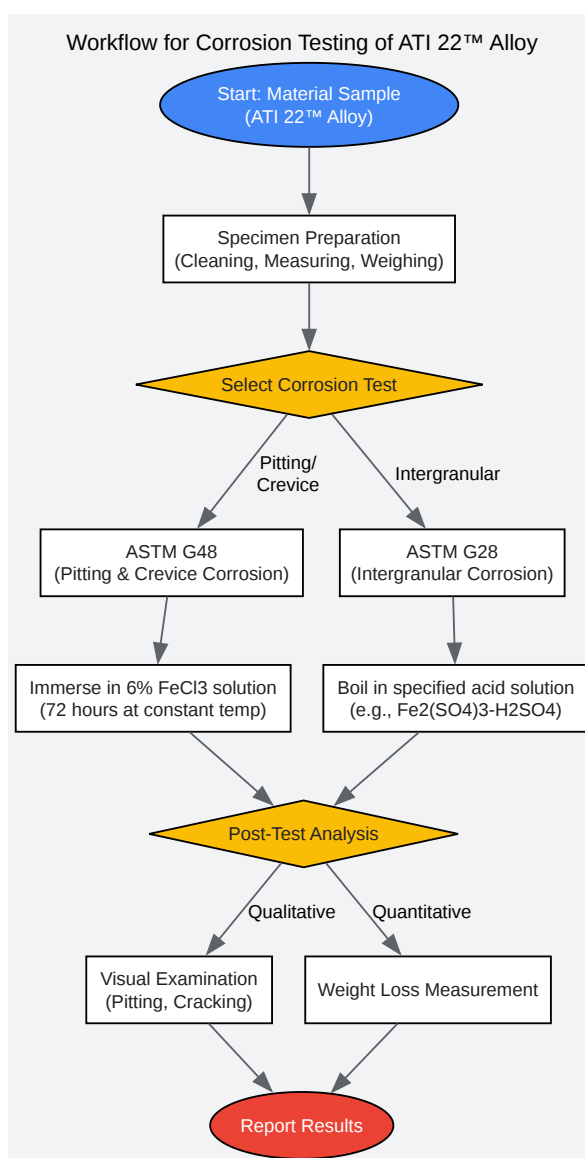 Workflow for Corrosion Testing of ATI 22™ Alloy
Start: Material Sample
(ATI 22™ Alloy)
Specimen Preparation
(Cleaning, Measuring, Weighing)
Select Corrosion Test
Pitting/
Crevice
Intergranular
ASTM G48
(Pitting & Crevice Corrosion)
ASTM G28
(Intergranular Corrosion)
Immerse in 6% FeCl3 solution
(72 hours at constant temp)
Boil in specified acid solution
(e.g., Fe2(SO4)3-H2SO4)
Post-Test Analysis
Qualitative
Quantitative
Visual Examination
(Pitting, Cracking)
Weight Loss Measurement
Report Results